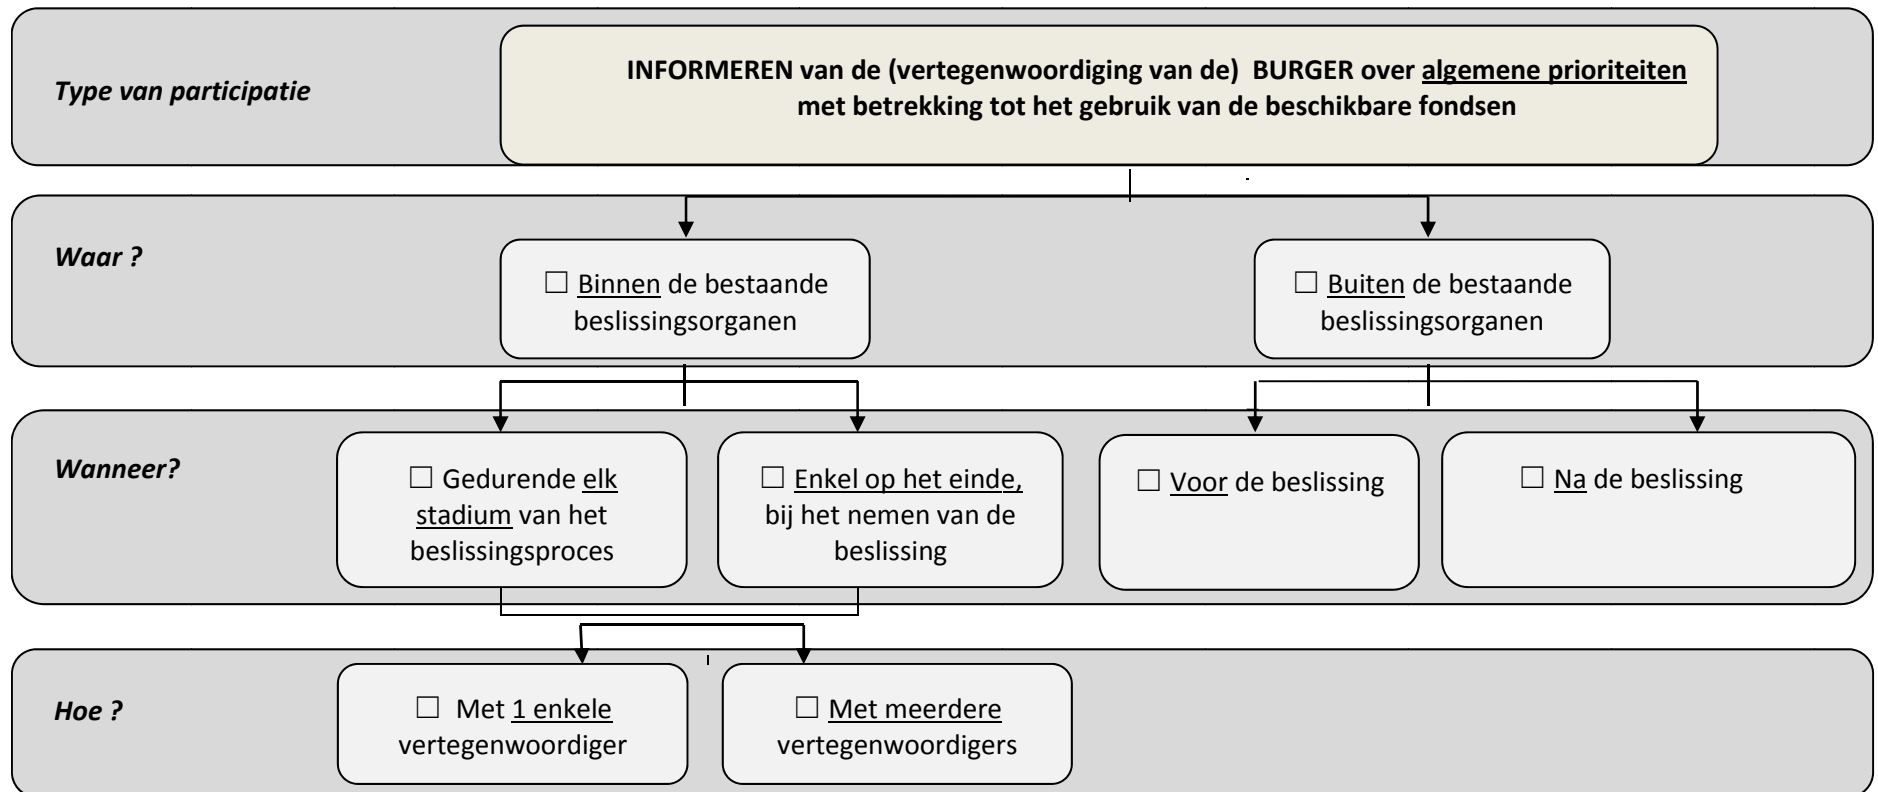 Type van participatie
INFORMEREN van de (vertegenwoordiging van de) BURGER over algemene prioriteiten
met betrekking tot het gebruik van de beschikbare fondsen
Waar ?
☐ Binnen de bestaande
beslissingsorganen
☐ Buiten de bestaande
beslissingsorganen
Wanneer?
☐ Gedurende elk
stadium van het
beslissingsproces
☐ Enkel op het einde,
bij het nemen van de
beslissing
☐ Voor de beslissing
☐ Na de beslissing
Hoe ?
☐ Met 1 enkele
vertegenwoordiger
☐ Met meerdere
vertegenwoordigers